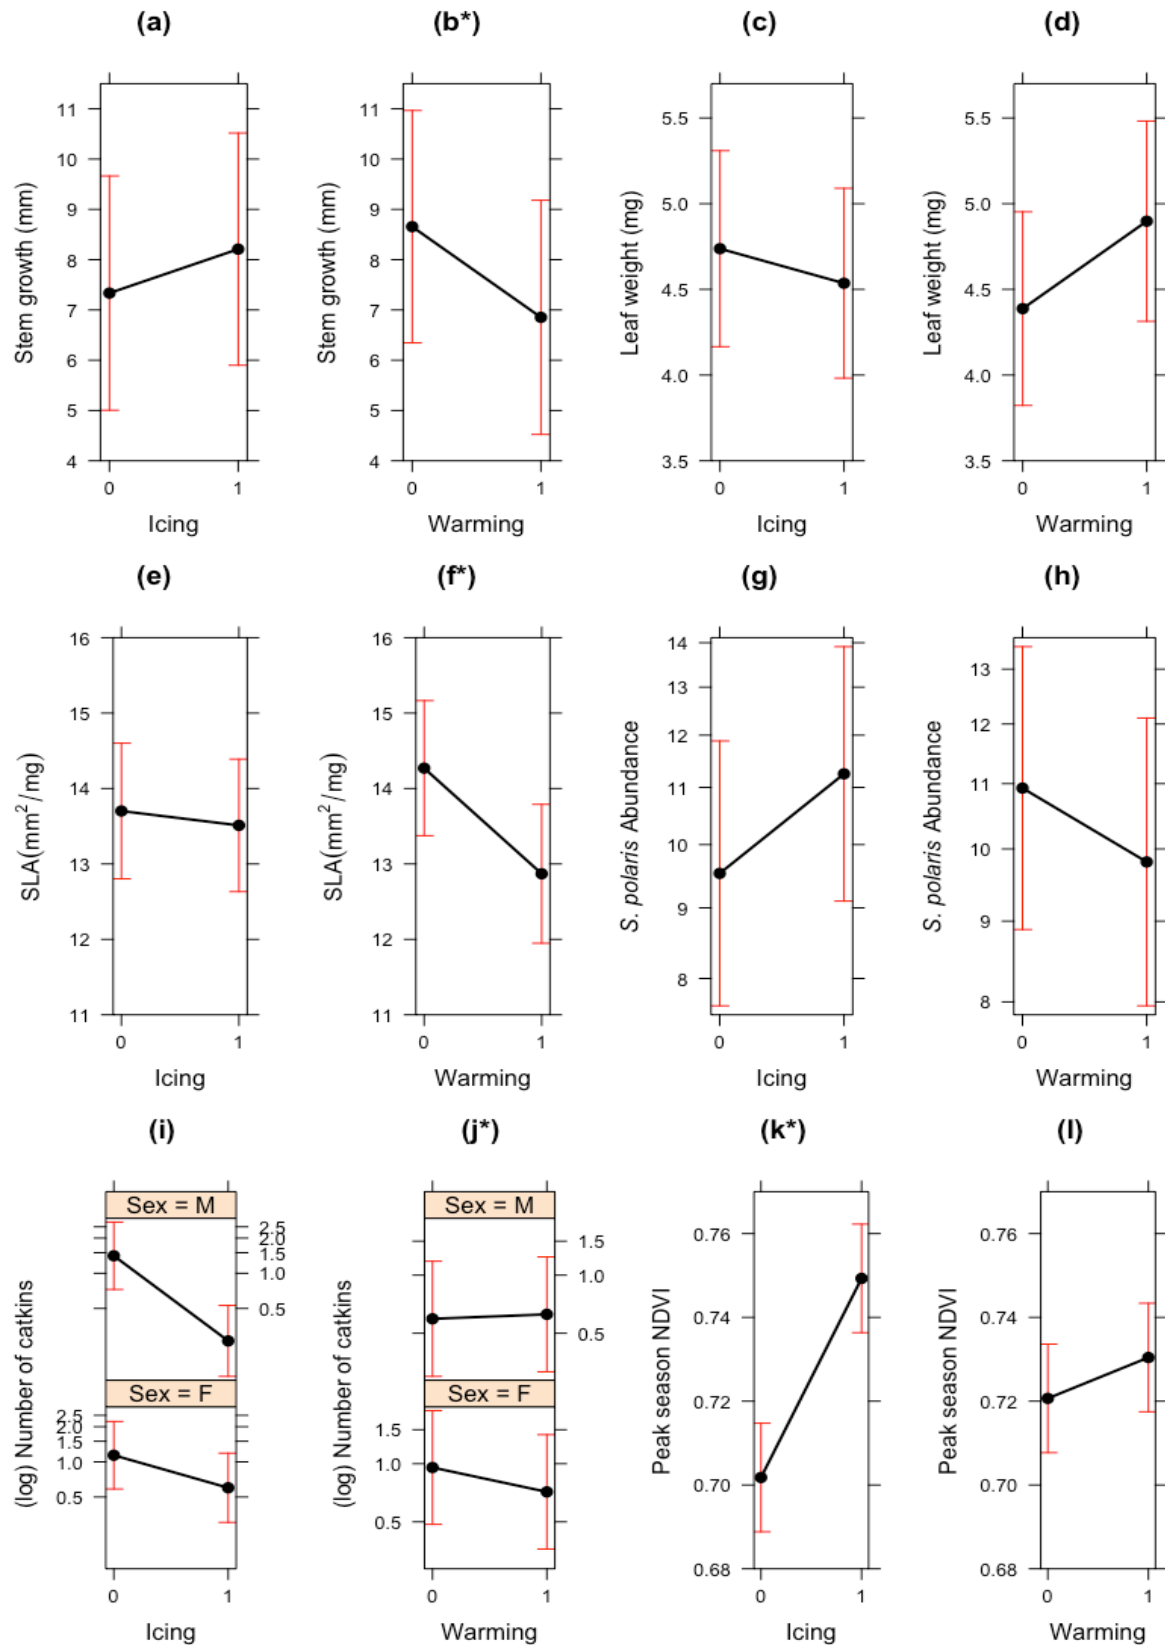 (a) (b*) (c) (d)
Stem growth (mm) 11 10 9 8 7 6 5 4 0 1 Icing
Stem growth (mm) 11 10 9 8 7 6 5 4 0 1 Warming
Leaf weight (mg) 5.5 5.0 4.5 4.0 3.5 0 1 Icing
Leaf weight (mg) 5.5 5.0 4.5 4.0 3.5 0 1 Warming
(e) (f*) (g) (h)
SLA(mm²/mg) 16 15 14 13 12 11 0 1 Icing
SLA(mm²/mg) 16 15 14 13 12 11 0 1 Warming
S. polaris Abundance 14 13 12 11 10 9 8 0 1 Icing
S. polaris Abundance 13 12 11 10 9 8 0 1 Warming
(i) (j*) (k*) (l)
(log) Number of catkins Sex = M 2.5 2.0 1.5 1.0 0.5 Sex = F 2.5 2.0 1.5 1.0 0.5 0 1 Icing
(log) Number of catkins Sex = M 1.5 1.0 0.5 Sex = F 1.5 1.0 0.5 0 1 Warming
Peak season NDVI 0.76 0.74 0.72 0.70 0.68 0 1 Icing
Peak season NDVI 0.76 0.74 0.72 0.70 0.68 0 1 Warming